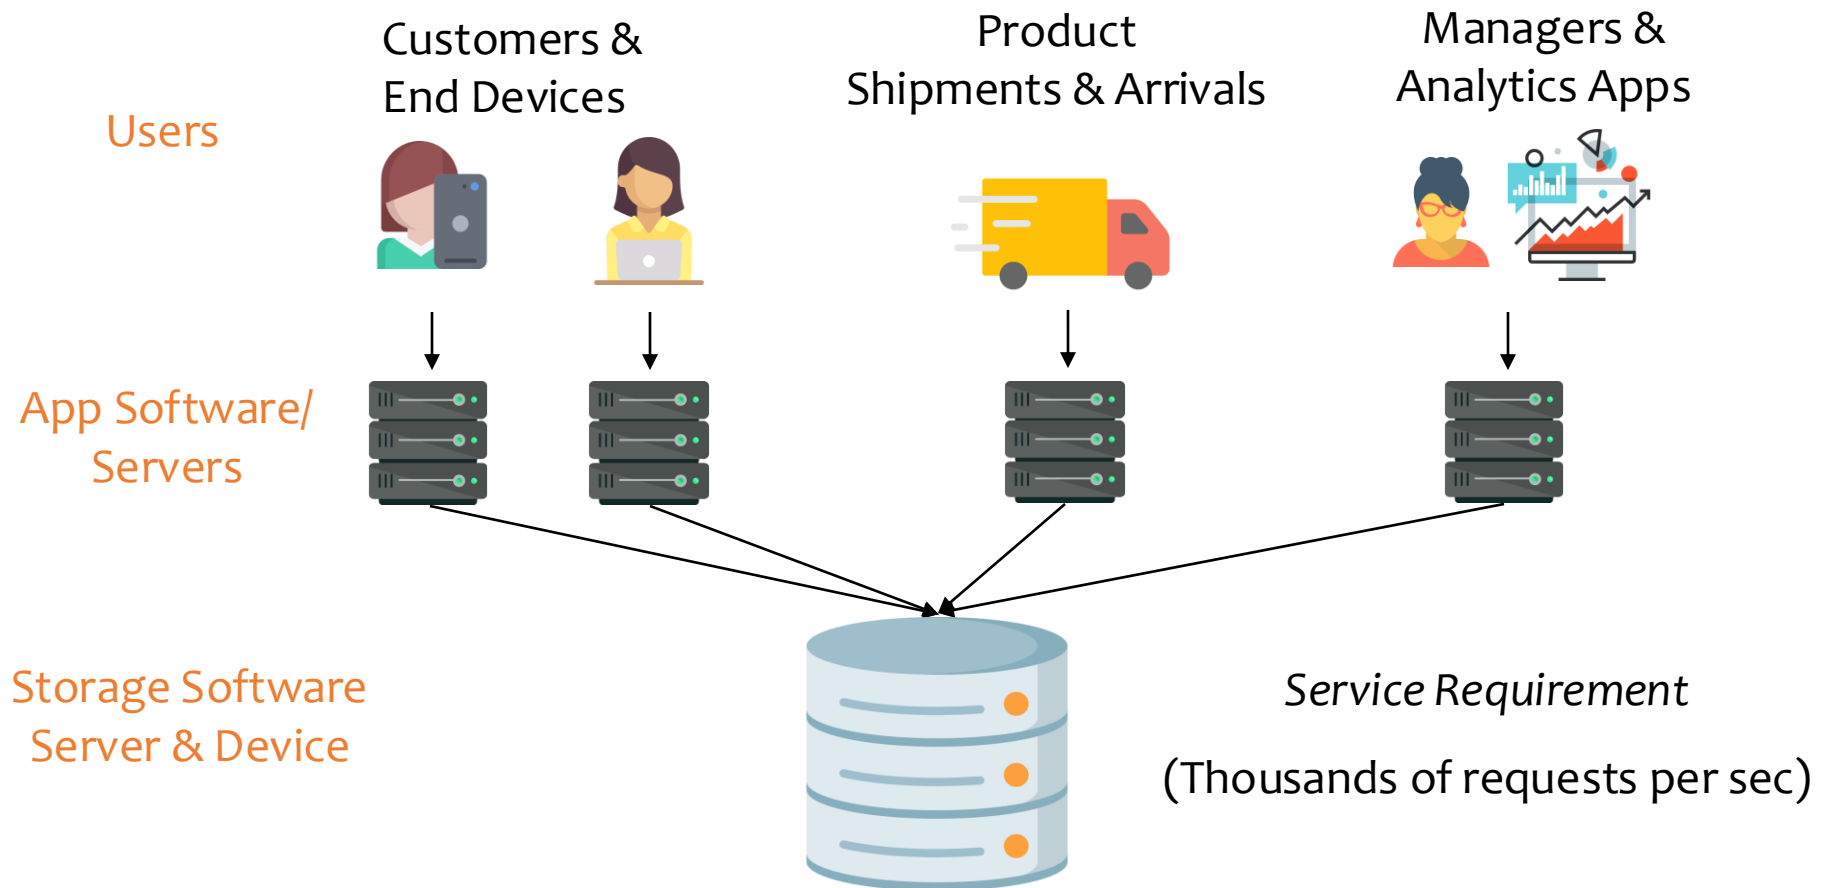 Customers &
End Devices
Product
Shipments & Arrivals
Managers &
Analytics Apps
Users
App Software/
Servers
Storage Software
Server & Device
Service Requirement
(Thousands of requests per sec)